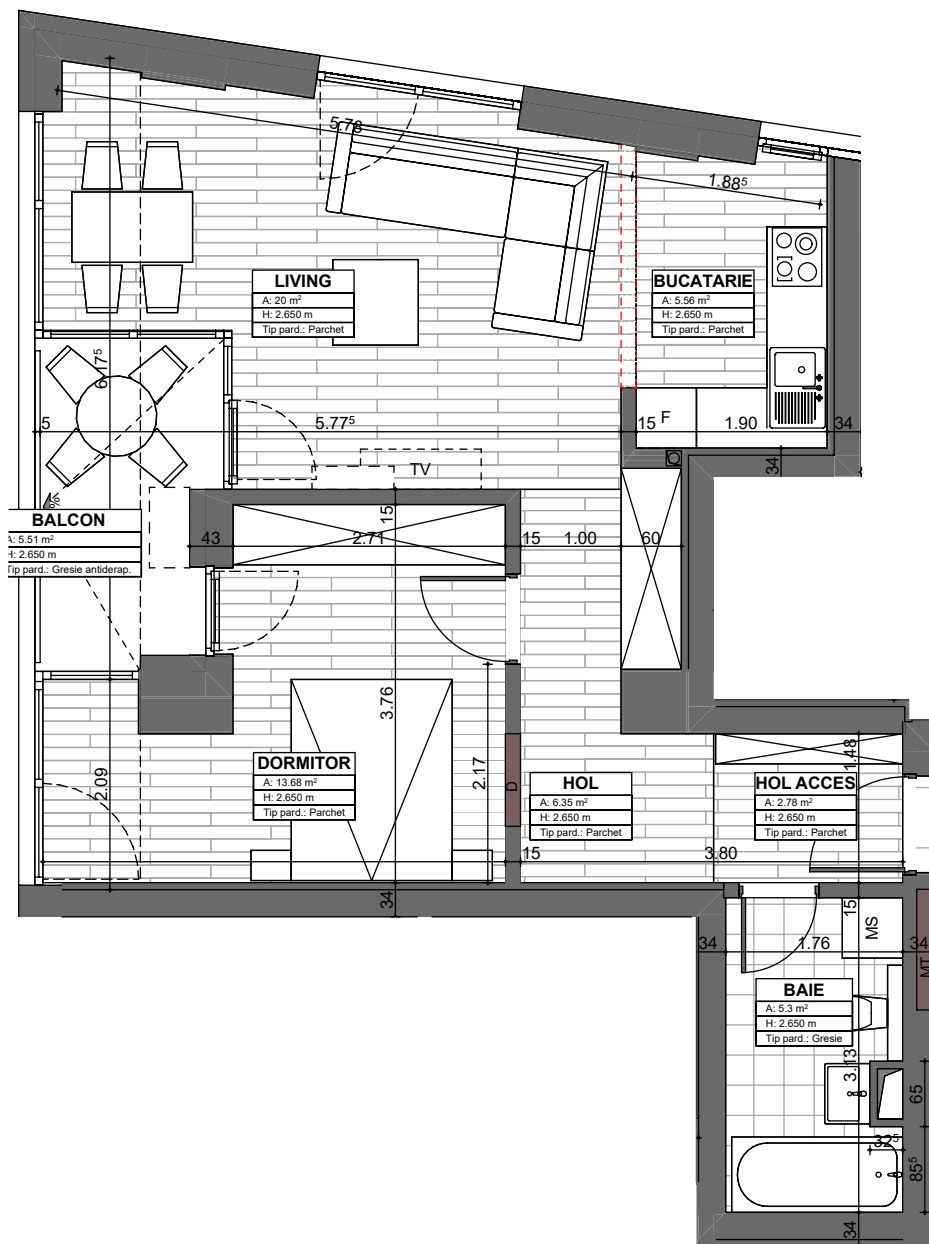 5.78
1.88⁵
LIVING
A: 20 m²
H: 2.650 m
Tip pard.: Parchet
BUCATARIE
A: 5.56 m²
H: 2.650 m
Tip pard.: Parchet
6.17⁵
5
5.77⁵
15
F
1.90
34
34
TV
BALCON
A: 5.51 m²
H: 2.650 m
Tip pard.: Gresie antiderap.
%
43
2.71
15
15
1.00
60
3.76
2.09
DORMITOR
A: 13.68 m²
H: 2.650 m
Tip pard.: Parchet
2.17
D
HOL
A: 6.35 m²
H: 2.650 m
Tip pard.: Parchet
HOL ACCES
A: 2.78 m²
H: 2.650 m
Tip pard.: Parchet
1.48
15
3.80
34
15
MS
34
1.76
34
MT
BAIE
A: 5.3 m²
H: 2.650 m
Tip pard.: Gresie
3.13
65
32⁵
85⁵
34